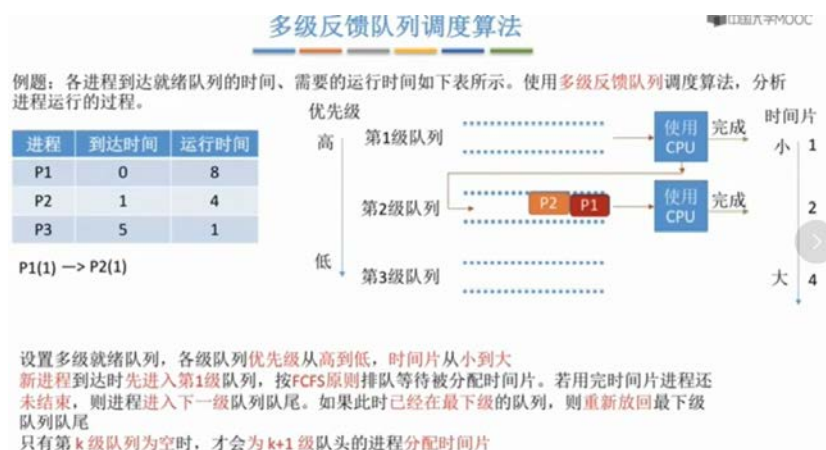 多级反馈队列调度算法
中国大学MOOC
例题：各进程到达就绪队列的时间、需要的运行时间如下表所示。使用多级反馈队列调度算法，分析
进程运行的过程。
优先级
时间片
进程 到达时间 运行时间
高 第1级队列 使用 CPU 完成 小 1
P1 0 8
P2 1 4
第2级队列 P2 P1 使用 CPU 完成 2
P3 5 1
P1(1) —> P2(1)
低 第3级队列 大 4
设置多级就绪队列，各级队列优先级从高到低，时间片从小到大
新进程到达时先进入第1级队列，按FCFS原则排队等待被分配时间片。若用完时间片进程还
未结束，则进程进入下一级队列队尾。如果此时已经在最下级的队列，则重新放回最下级
队列队尾
只有第 k 级队列为空时，才会为 k+1 级队头的进程分配时间片